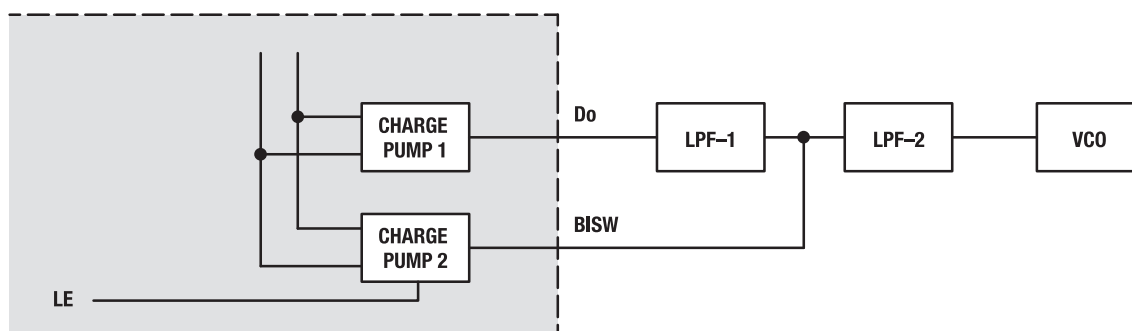 Do
CHARGE
PUMP 1
LPF–1
LPF–2
VCO
BISW
CHARGE
PUMP 2
LE